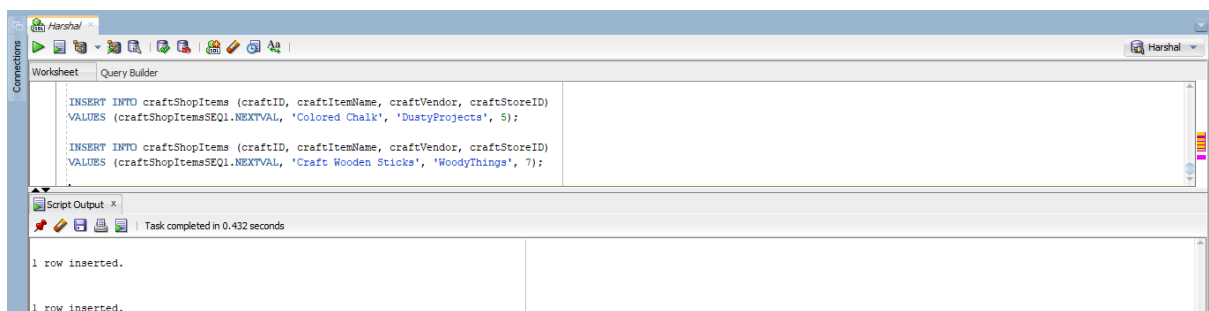 Harshal
Harshal
Connections
Worksheet Query Builder
INSERT INTO craftShopItems (craftID, craftItemName, craftVendor, craftStoreID)
VALUES (craftShopItemsSEQ1.NEXTVAL, 'Colored Chalk', 'DustyProjects', 5);
INSERT INTO craftShopItems (craftID, craftItemName, craftVendor, craftStoreID)
VALUES (craftShopItemsSEQ1.NEXTVAL, 'Craft Wooden Sticks', 'WoodyThings', 7);
Script Output x
Task completed in 0.432 seconds
1 row inserted.
1 row inserted.